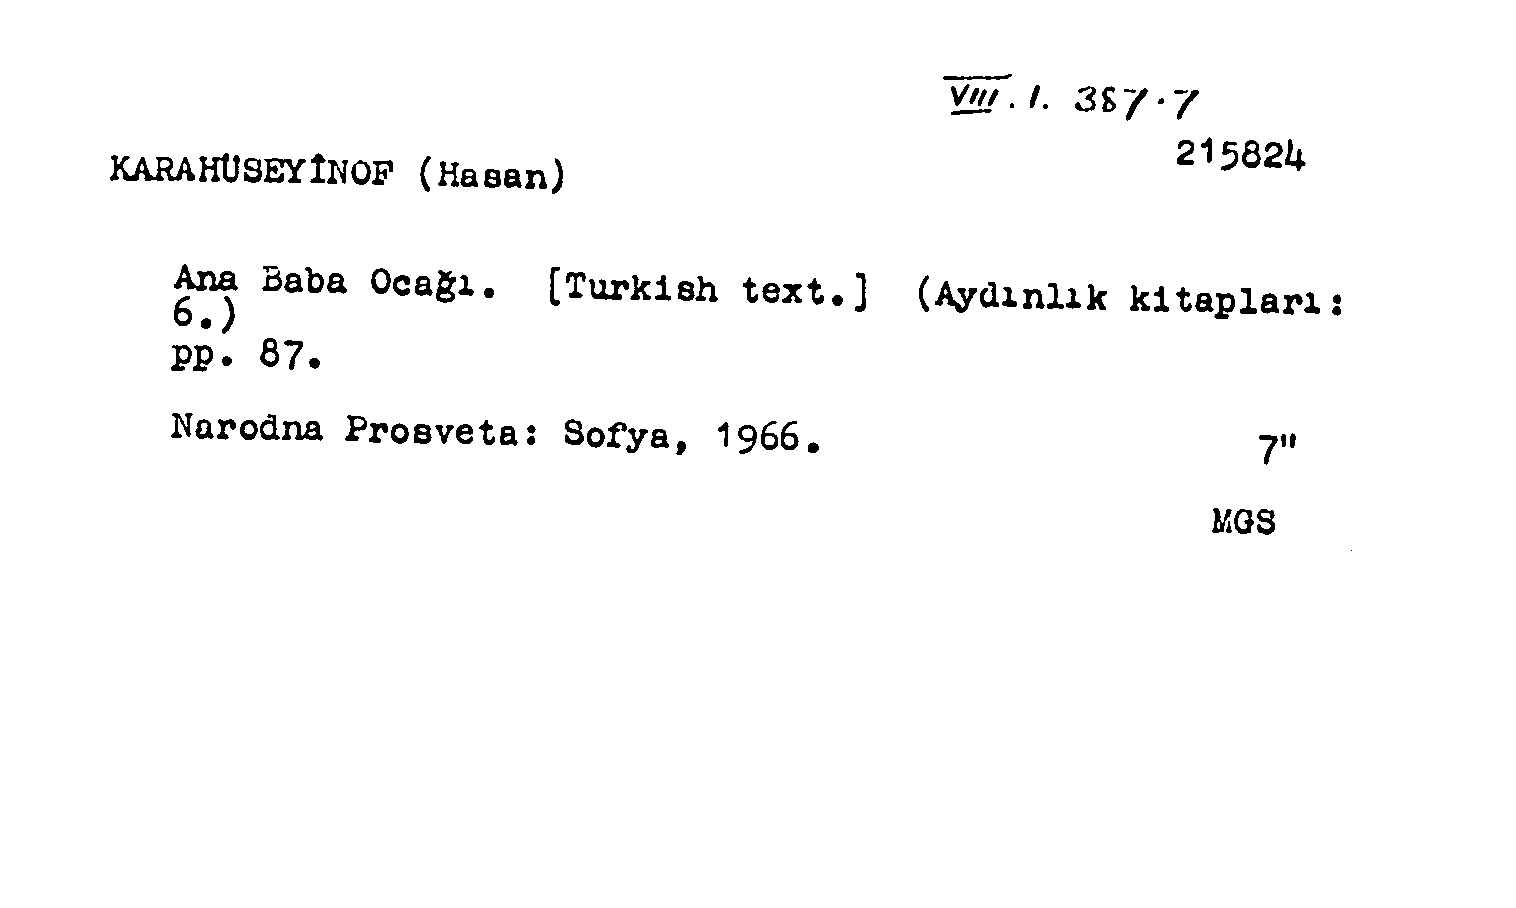 VIII.1. 387.7
215824
KARAHÜSEYİNOF (Hasan)
Ana Baba Ocağı. [Turkish text.] (Aydınlık kitapları:
6.)
pp. 87.
Narodna Prosveta: Sofya, 1966.
7"
MGS